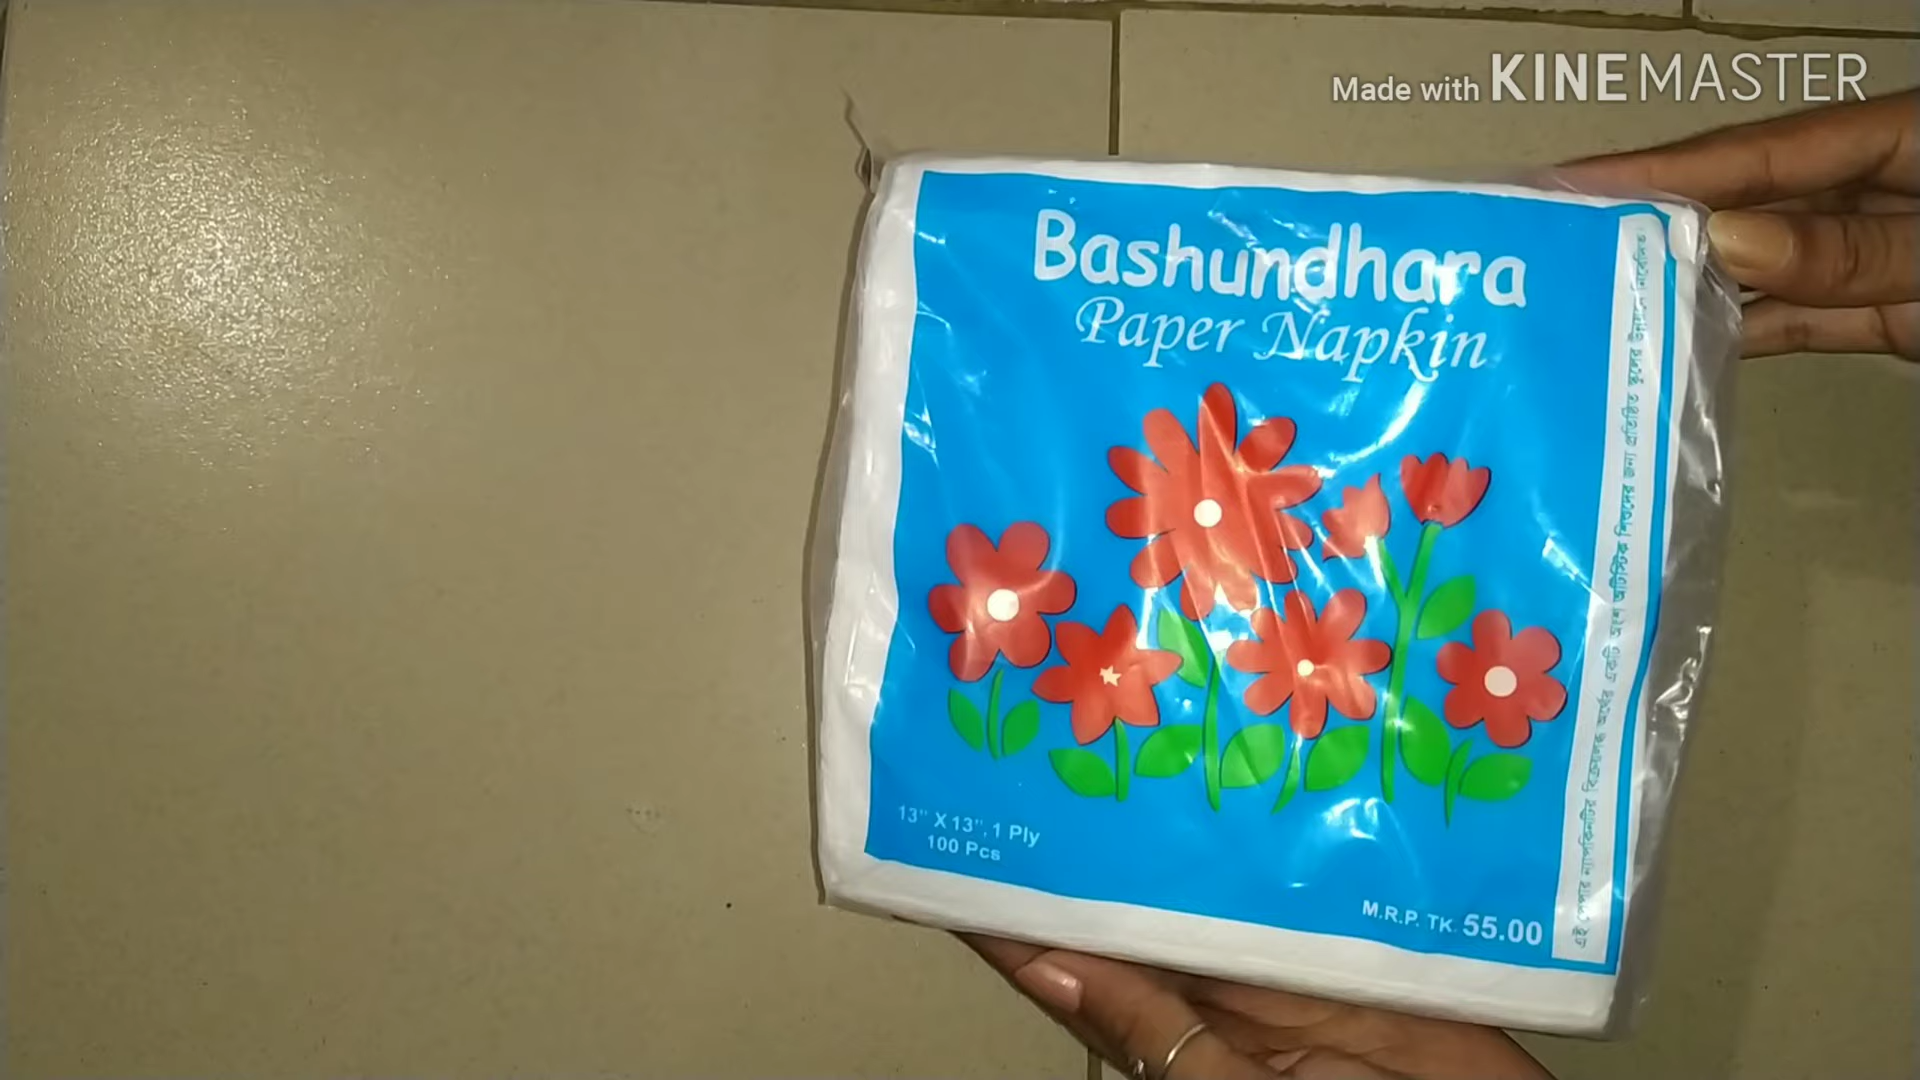 Made with KINEMASTER
Bashundhara
Paper Napkin
13" X 13", 1 Ply
100 Pcs
M.R.P. TK. 55.00